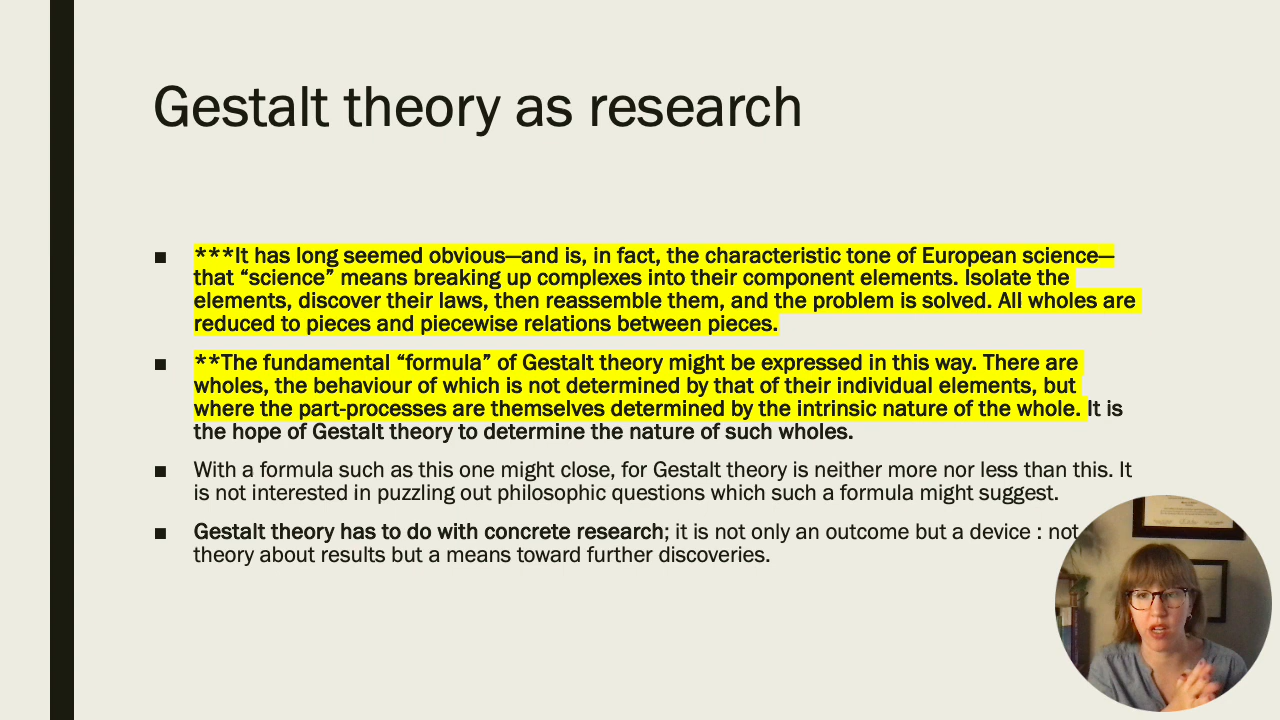 Gestalt theory as research
■ ***It has long seemed obvious—and is, in fact, the characteristic tone of European science—
that “science” means breaking up complexes into their component elements. Isolate the
elements, discover their laws, then reassemble them, and the problem is solved. All wholes are
reduced to pieces and piecewise relations between pieces.
■ **The fundamental “formula” of Gestalt theory might be expressed in this way. There are
wholes, the behaviour of which is not determined by that of their individual elements, but
where the part-processes are themselves determined by the intrinsic nature of the whole. It is
the hope of Gestalt theory to determine the nature of such wholes.
■ With a formula such as this one might close, for Gestalt theory is neither more nor less than this. It
is not interested in puzzling out philosophic questions which such a formula might suggest.
■ Gestalt theory has to do with concrete research; it is not only an outcome but a device : not
theory about results but a means toward further discoveries.